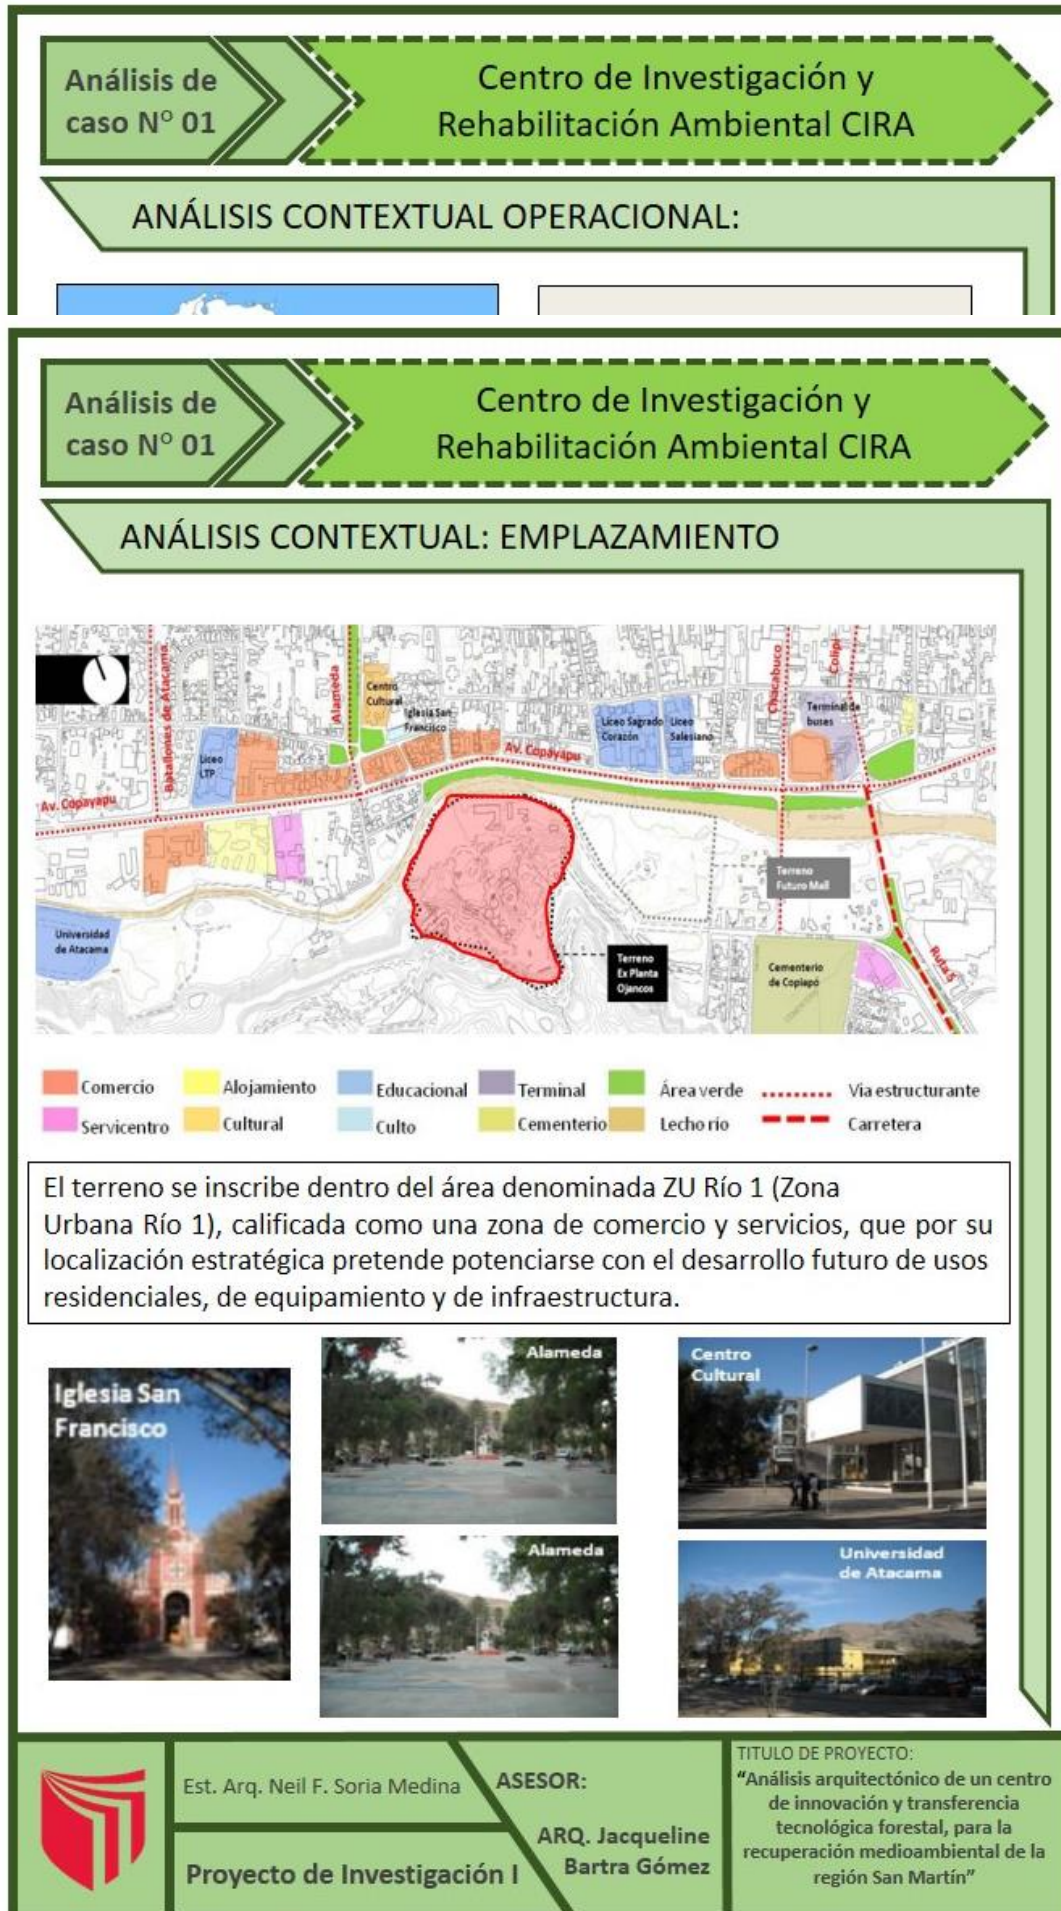 Análisis de
caso N° 01
Centro de Investigación y
Rehabilitación Ambiental CIRA
ANÁLISIS CONTEXTUAL OPERACIONAL:
Análisis de
caso N° 01
Centro de Investigación y
Rehabilitación Ambiental CIRA
ANÁLISIS CONTEXTUAL: EMPLAZAMIENTO
Batallones de Atacama
Alameda
Centro
Cultural
Iglesia San
Francisco
Liceo
LTP
Av. Copayapu
Av. Copayapu
Liceo Sagrado
Corazón
Liceo
Salesiano
Chacabuco
Colipí
Terminal de
buses
Terreno
Futuro Mall
Universidad
de Atacama
Terreno
Ex Planta
Ojancos
Cementerio
de Copiapó
Ruta 5
Comercio
Alojamiento
Educacional
Terminal
Área verde
Via estructurante
Servicentro
Cultural
Culto
Cementerio
Lecho río
Carretera
El terreno se inscribe dentro del área denominada ZU Río 1 (Zona
Urbana Río 1), calificada como una zona de comercio y servicios, que por su
localización estratégica pretende potenciarse con el desarrollo futuro de usos
residenciales, de equipamiento y de infraestructura.
Iglesia San
Francisco
Alameda
Centro
Cultural
Alameda
Universidad
de Atacama
Est. Arq. Neil F. Soria Medina
Proyecto de Investigación I
ASESOR:
ARQ. Jacqueline
Bartra Gómez
TITULO DE PROYECTO:
“Análisis arquitectónico de un centro
de innovación y transferencia
tecnológica forestal, para la
recuperación medioambiental de la
región San Martín”